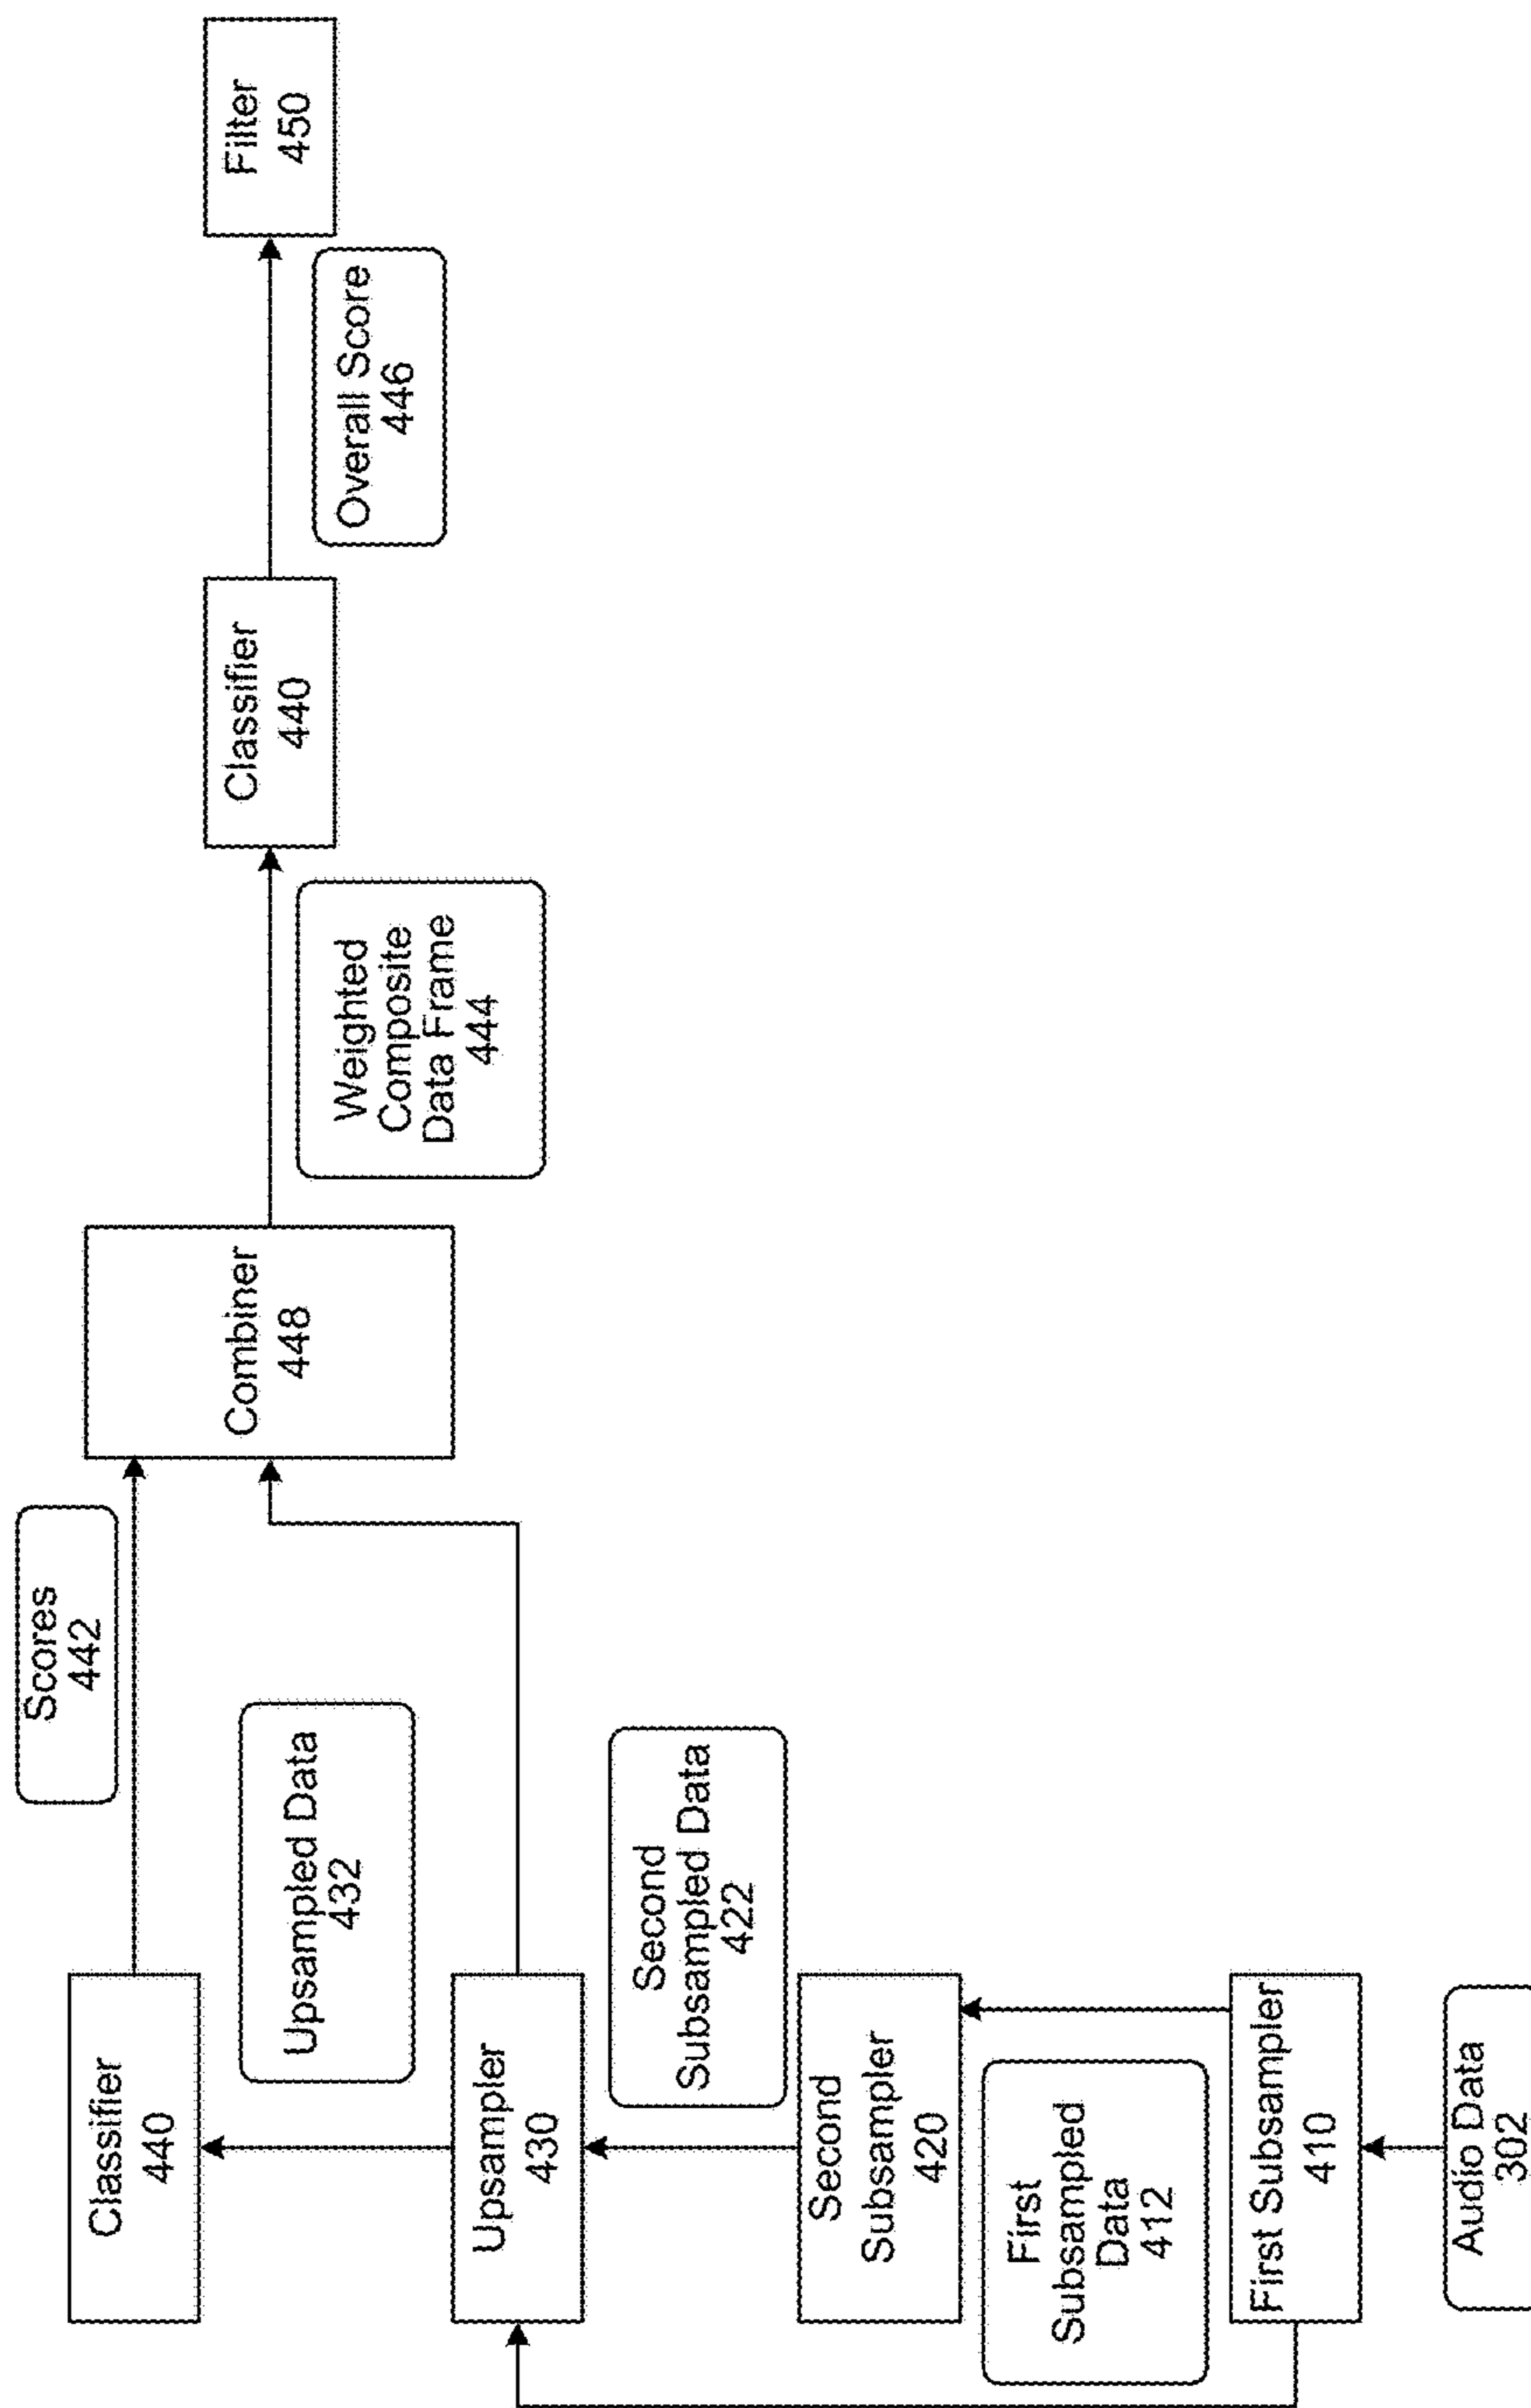 Audio Data
302
First Subsampler
410
First
Subsampled
Data
412
Second
Subsampler
420
Second
Subsampled Data
422
Upsampler
430
Upsampled Data
432
Classifier
440
Scores
442
Combiner
448
Weighted
Composite
Data Frame
444
Classifier
440
Overall Score
446
Filter
450